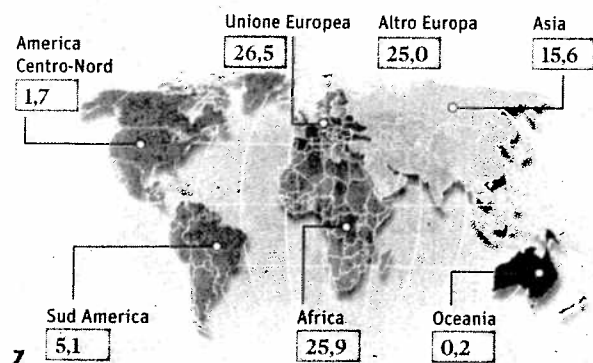 Unione Europea
26,5
Altro Europa
25,0
Asia
15,6
America
Centro-Nord
1,7
Sud America
5,1
Africa
25,9
Oceania
0,2